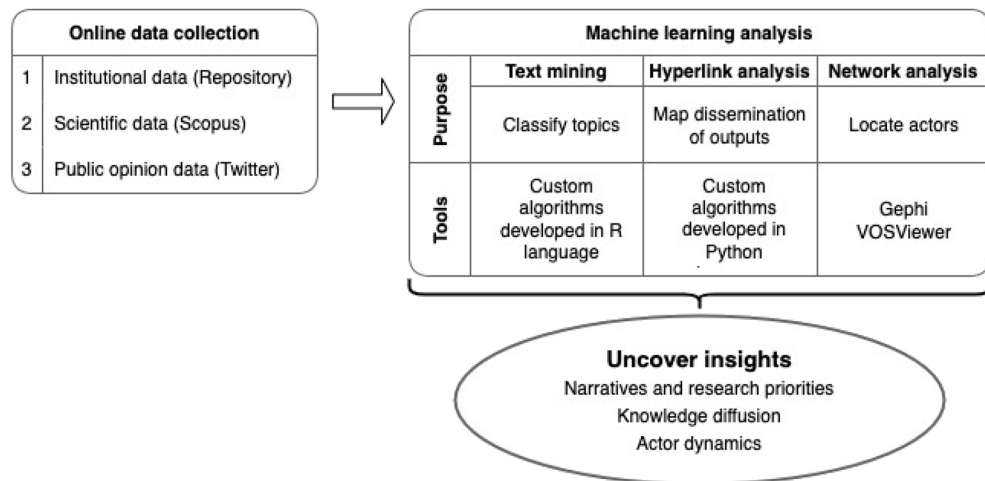 Online data collection
1 Institutional data (Repository)
2 Scientific data (Scopus)
3 Public opinion data (Twitter)
Machine learning analysis
Purpose
Text mining
Hyperlink analysis
Network analysis
Classify topics
Map dissemination
of outputs
Locate actors
Tools
Custom
algorithms
developed in R
language
Custom
algorithms
developed in
Python
Gephi
VOSViewer
Uncover insights
Narratives and research priorities
Knowledge diffusion
Actor dynamics